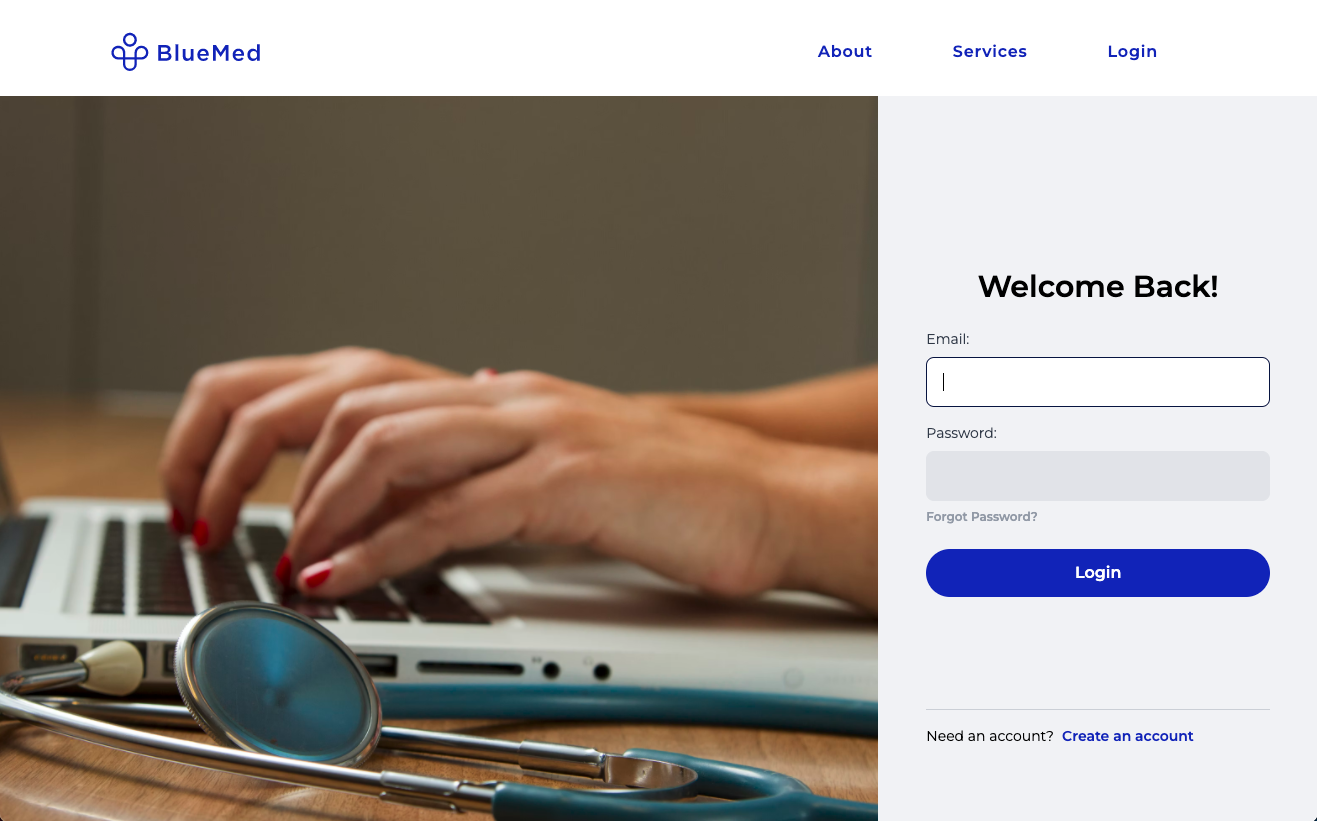 BlueMed
About
Services
Login
Welcome Back!
Email:
Password:
Forgot Password?
Login
Need an account? Create an account